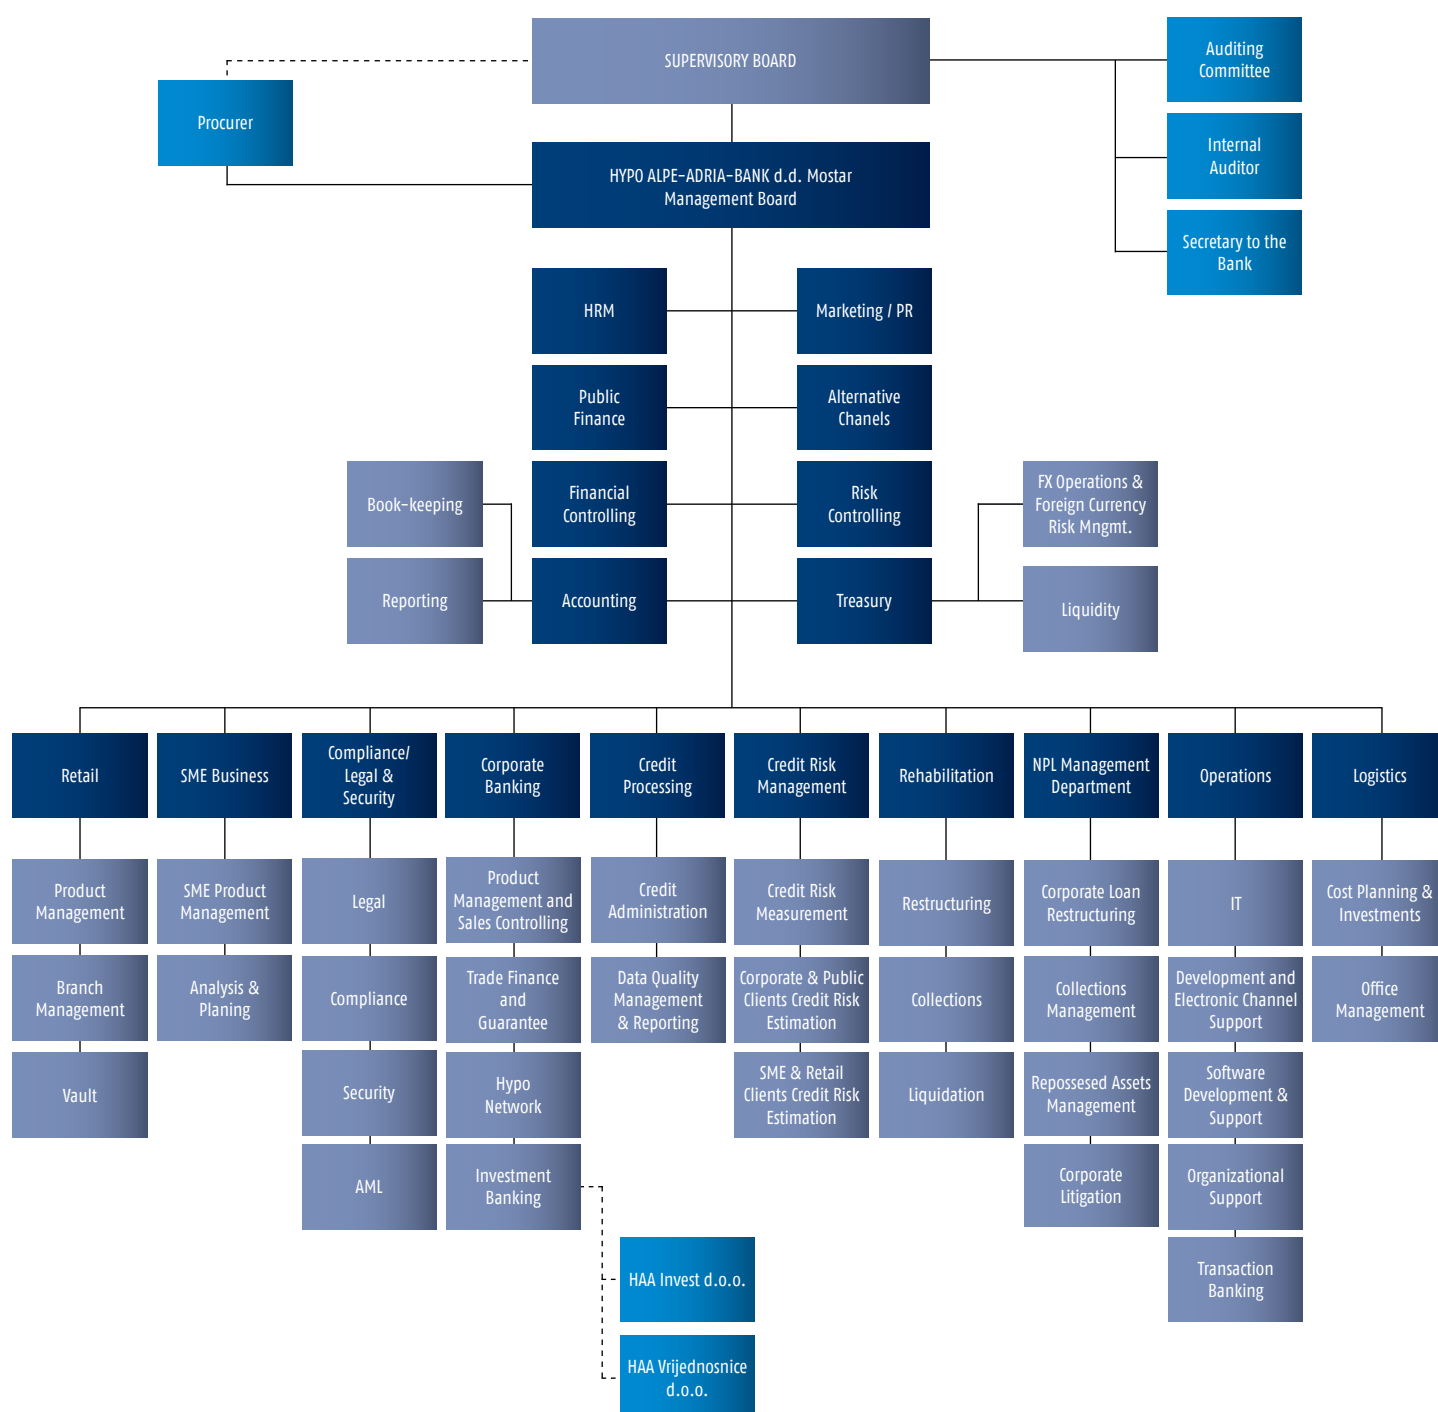 SUPERVISORY BOARD
Auditing
Committee
Procurer
Internal
Auditor
HYPO ALPE-ADRIA-BANK d.d. Mostar
Management Board
Secretary to the
Bank
HRM
Marketing / PR
Public
Finance
Alternative
Chanels
Book-keeping
Financial
Controlling
Risk
Controlling
FX Operations &
Foreign Currency
Risk Mngmt.
Reporting
Accounting
Treasury
Liquidity
Retail
SME Business
Compliance/
Legal &
Security
Corporate
Banking
Credit
Processing
Credit Risk
Management
Rehabilitation
NPL Management
Department
Operations
Logistics
Product
Management
SME Product
Management
Legal
Product
Management and
Sales Controlling
Credit
Administration
Credit Risk
Measurement
Restructuring
Corporate Loan
Restructuring
IT
Cost Planning &
Investments
Branch
Management
Analysis &
Planing
Compliance
Trade Finance
and
Guarantee
Data Quality
Management
& Reporting
Corporate & Public
Clients Credit Risk
Estimation
Collections
Collections
Management
Development and
Electronic Channel
Support
Office
Management
Vault
Security
Hypo
Network
SME & Retail
Clients Credit Risk
Estimation
Liquidation
Repossesed Assets
Management
Software
Development &
Support
AML
Investment
Banking
Corporate
Litigation
Organizational
Support
HAA Invest d.o.o.
Transaction
Banking
HAA Vrijednosnice
d.o.o.